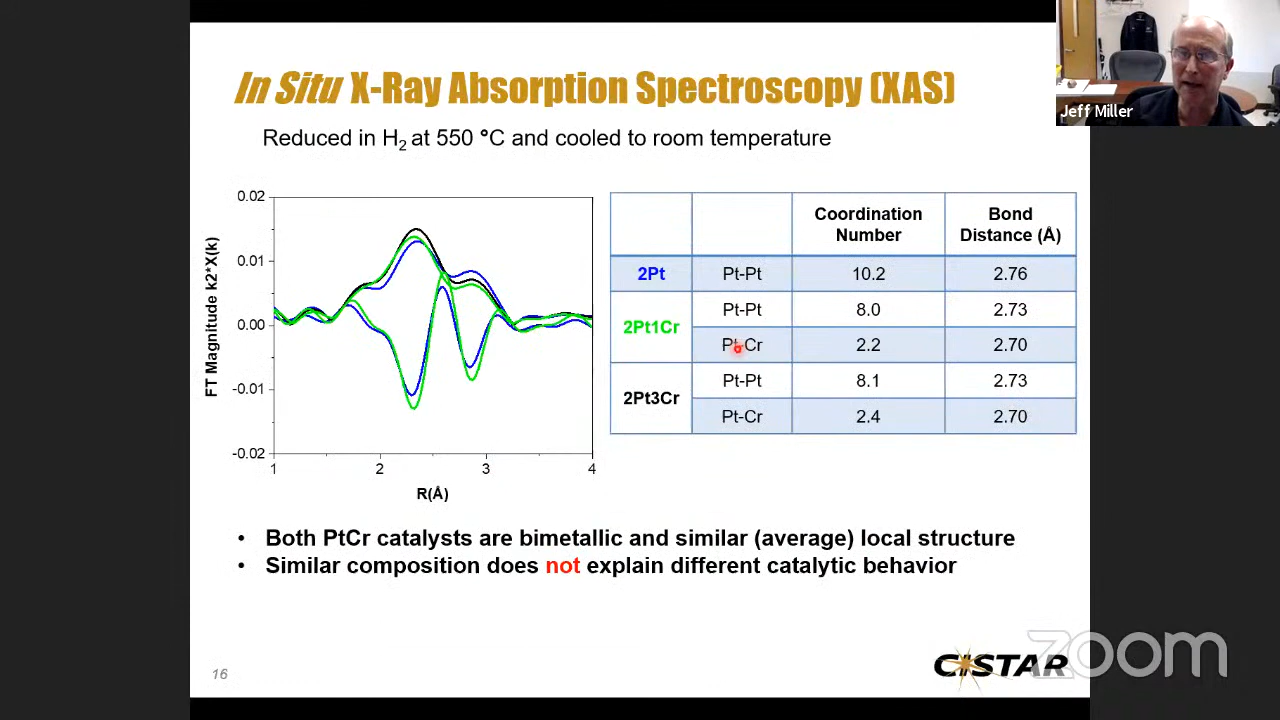 In Situ X-Ray Absorption Spectroscopy (XAS)
Jeff Miller
Reduced in H2 at 550 °C and cooled to room temperature
FT Magnitude k2*X(k)
0.02
0.01
0.00
-0.01
-0.02
1 2 3 4
R(Å)
Coordination Number Bond Distance (Å)
2Pt Pt-Pt 10.2 2.76
2Pt1Cr Pt-Pt 8.0 2.73
Pt-Cr 2.2 2.70
2Pt3Cr Pt-Pt 8.1 2.73
Pt-Cr 2.4 2.70
• Both PtCr catalysts are bimetallic and similar (average) local structure
• Similar composition does not explain different catalytic behavior
16
CISTAR
zoom